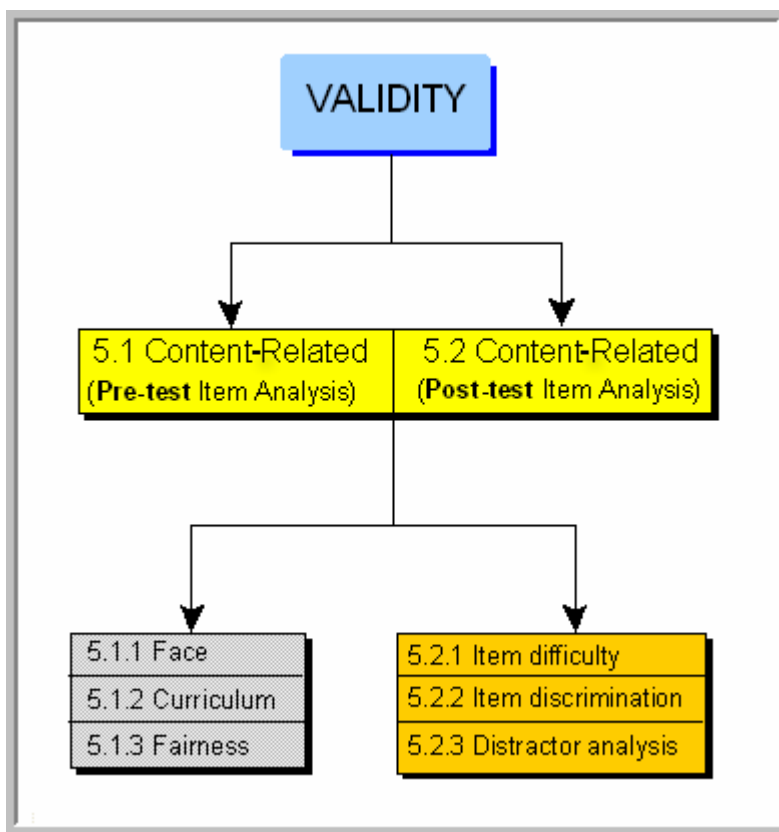 VALIDITY
5.1 Content-Related
(Pre-test Item Analysis)
5.2 Content-Related
(Post-test Item Analysis)
5.1.1 Face
5.1.2 Curriculum
5.1.3 Fairness
5.2.1 Item difficulty
5.2.2 Item discrimination
5.2.3 Distractor analysis